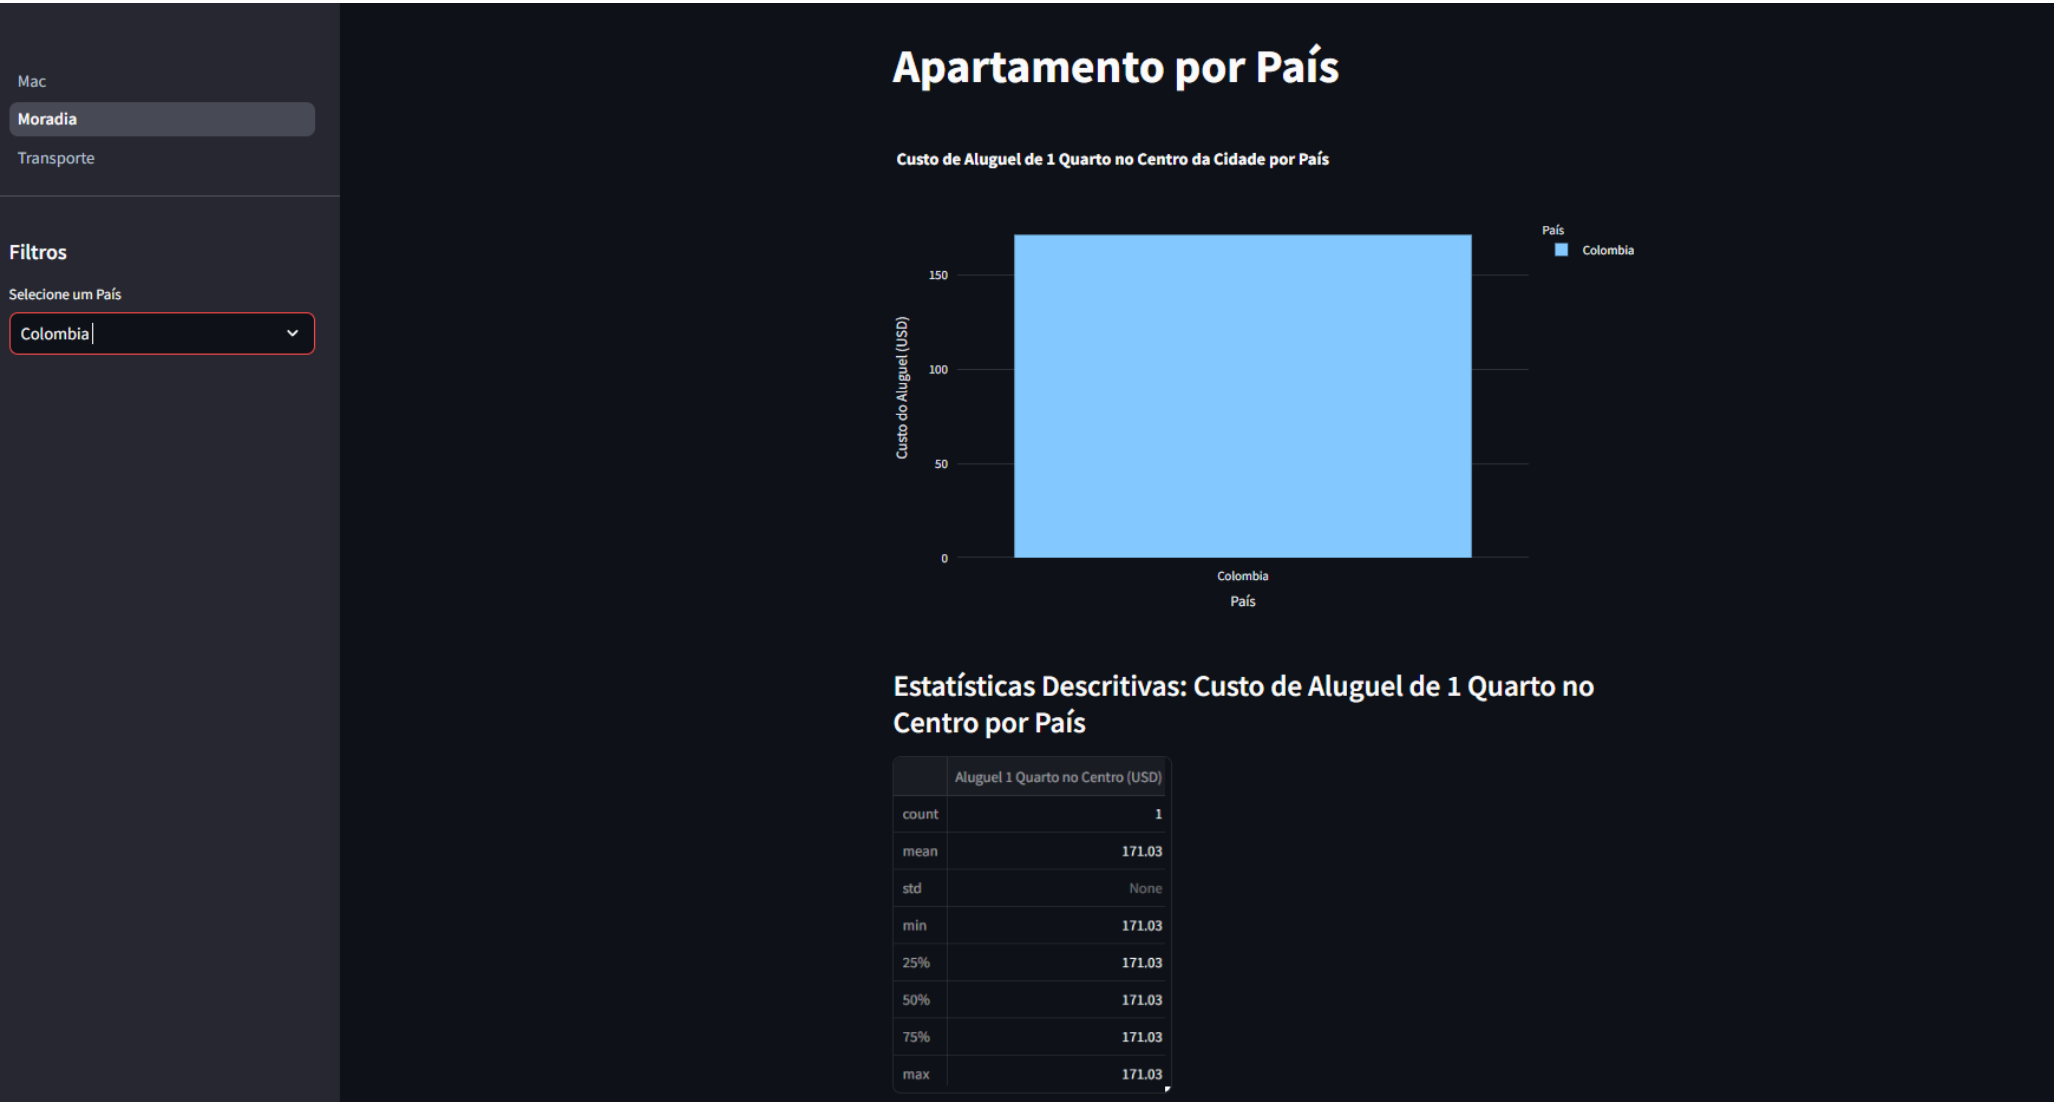 Mac
Moradia
Transporte
Filtros
Selecione um País
Colombia
Apartamento por País
Custo de Aluguel de 1 Quarto no Centro da Cidade por País
País
Colombia
150
100
50
0
Custo do Aluguel (USD)
Colombia
País
Estatísticas Descritivas: Custo de Aluguel de 1 Quarto no
Centro por País
Aluguel 1 Quarto no Centro (USD)
count 1
mean 171.03
std None
min 171.03
25% 171.03
50% 171.03
75% 171.03
max 171.03